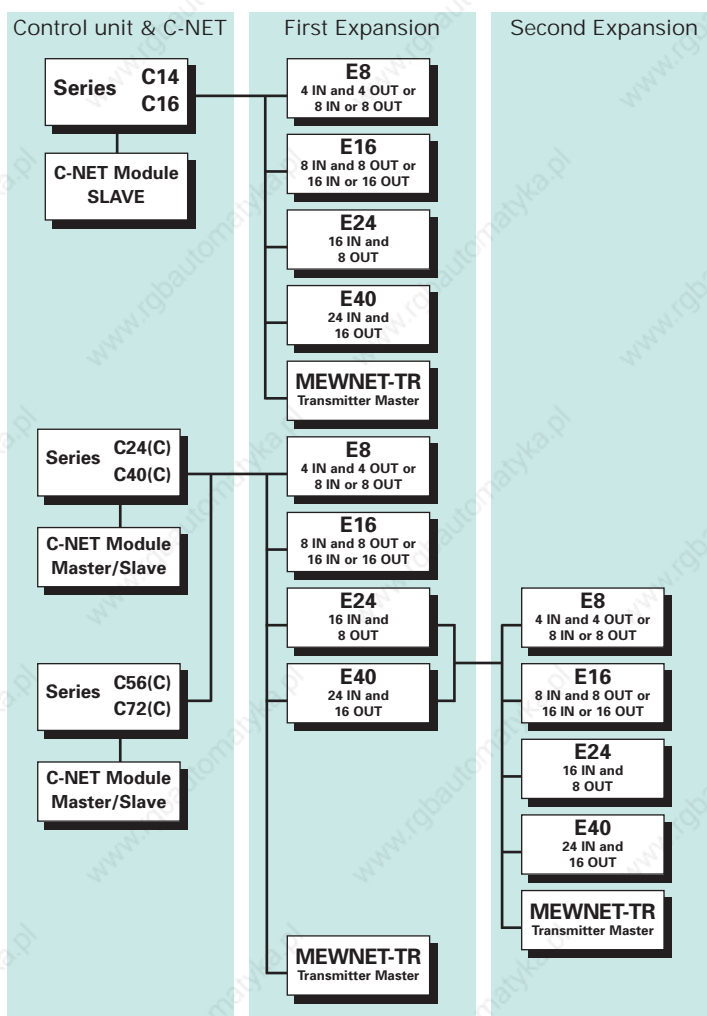 Control unit & C-NET
First Expansion
Second Expansion
Series C14
C16
C-NET Module
SLAVE
E8
4 IN and 4 OUT or
8 IN or 8 OUT
E16
8 IN and 8 OUT or
16 IN or 16 OUT
E24
16 IN and
8 OUT
E40
24 IN and
16 OUT
MEWNET-TR
Transmitter Master
Series C24(C)
C40(C)
C-NET Module
Master/Slave
Series C56(C)
C72(C)
C-NET Module
Master/Slave
E8
4 IN and 4 OUT or
8 IN or 8 OUT
E16
8 IN and 8 OUT or
16 IN or 16 OUT
E24
16 IN and
8 OUT
E40
24 IN and
16 OUT
MEWNET-TR
Transmitter Master
E8
4 IN and 4 OUT or
8 IN or 8 OUT
E16
8 IN and 8 OUT or
16 IN or 16 OUT
E24
16 IN and
8 OUT
E40
24 IN and
16 OUT
MEWNET-TR
Transmitter Master
www.rgbautomatyka.pl